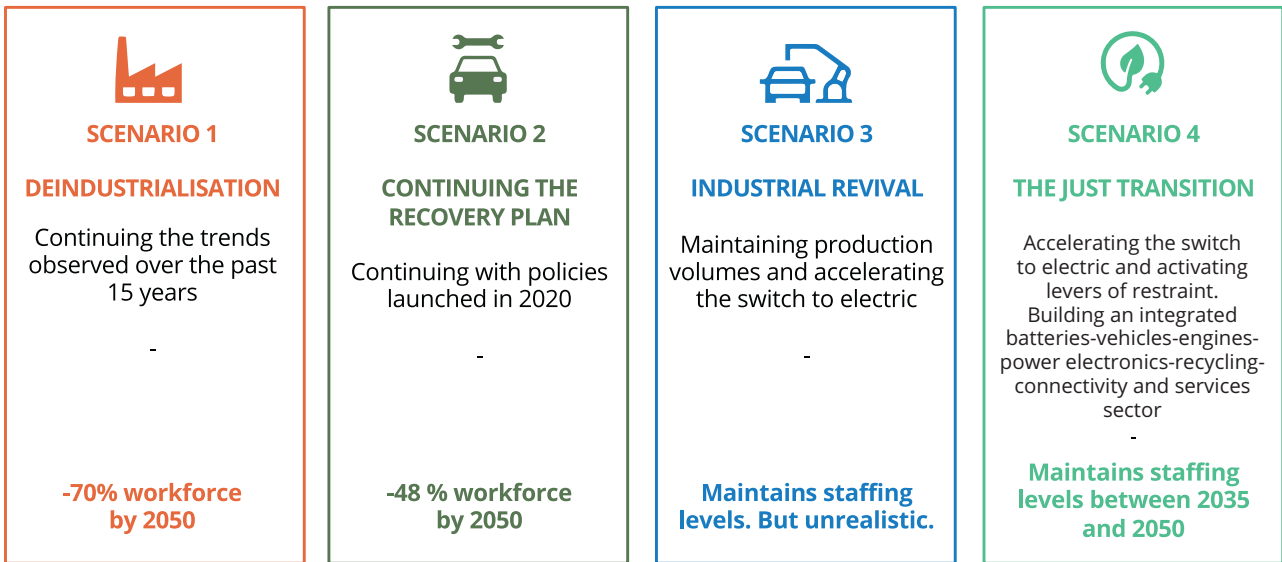 SCENARIO 1
DEINDUSTRIALISATION
Continuing the trends
observed over the past
15 years
-
-70% workforce
by 2050
SCENARIO 2
CONTINUING THE
RECOVERY PLAN
Continuing with policies
launched in 2020
-
-48 % workforce
by 2050
SCENARIO 3
INDUSTRIAL REVIVAL
Maintaining production
volumes and accelerating
the switch to electric
-
Maintains staffing
levels. But unrealistic.
SCENARIO 4
THE JUST TRANSITION
Accelerating the switch
to electric and activating
levers of restraint.
Building an integrated
batteries-vehicles-engines-
power electronics-recycling-
connectivity and services
sector
-
Maintains staffing
levels between 2035
and 2050